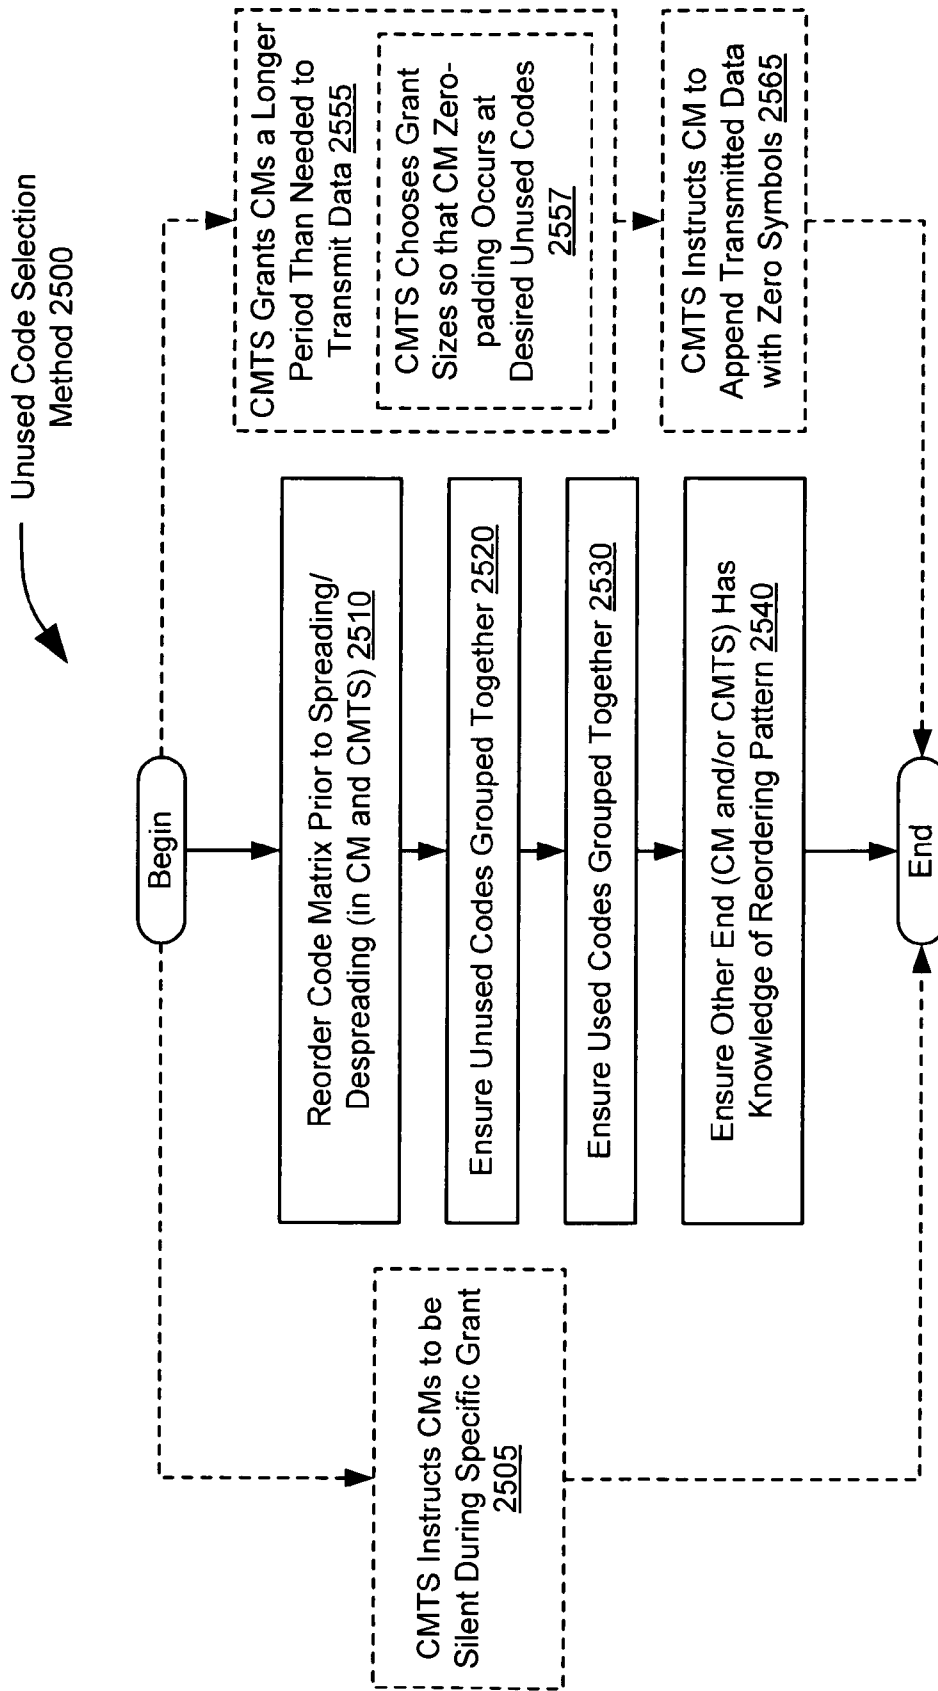 Unused Code Selection
Method 2500
Begin
CMTS Instructs CMs to be
Silent During Specific Grant
2505
Reorder Code Matrix Prior to Spreading/
Despreading (in CM and CMTS) 2510
Ensure Unused Codes Grouped Together 2520
Ensure Used Codes Grouped Together 2530
Ensure Other End (CM and/or CMTS) Has
Knowledge of Reordering Pattern 2540
CMTS Grants CMs a Longer
Period Than Needed to
Transmit Data 2555
CMTS Chooses Grant
Sizes so that CM Zero-
padding Occurs at
Desired Unused Codes
2557
CMTS Instructs CM to
Append Transmitted Data
with Zero Symbols 2565
End